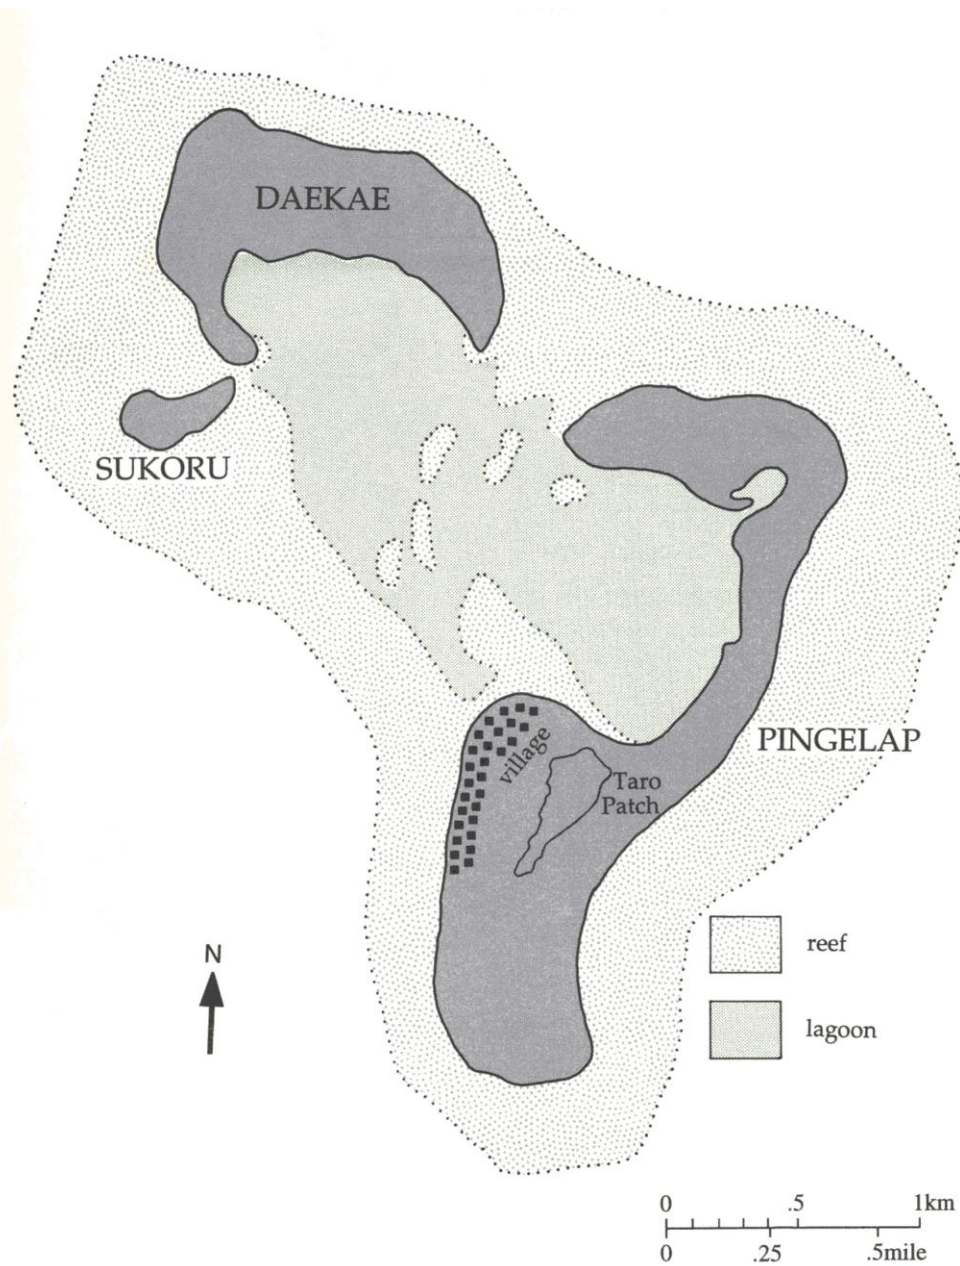 DAEKAE
SUKORU
PINGELAP
village
Taro
Patch
reef
lagoon
N
0 .5 1km
0 .25 .5mile